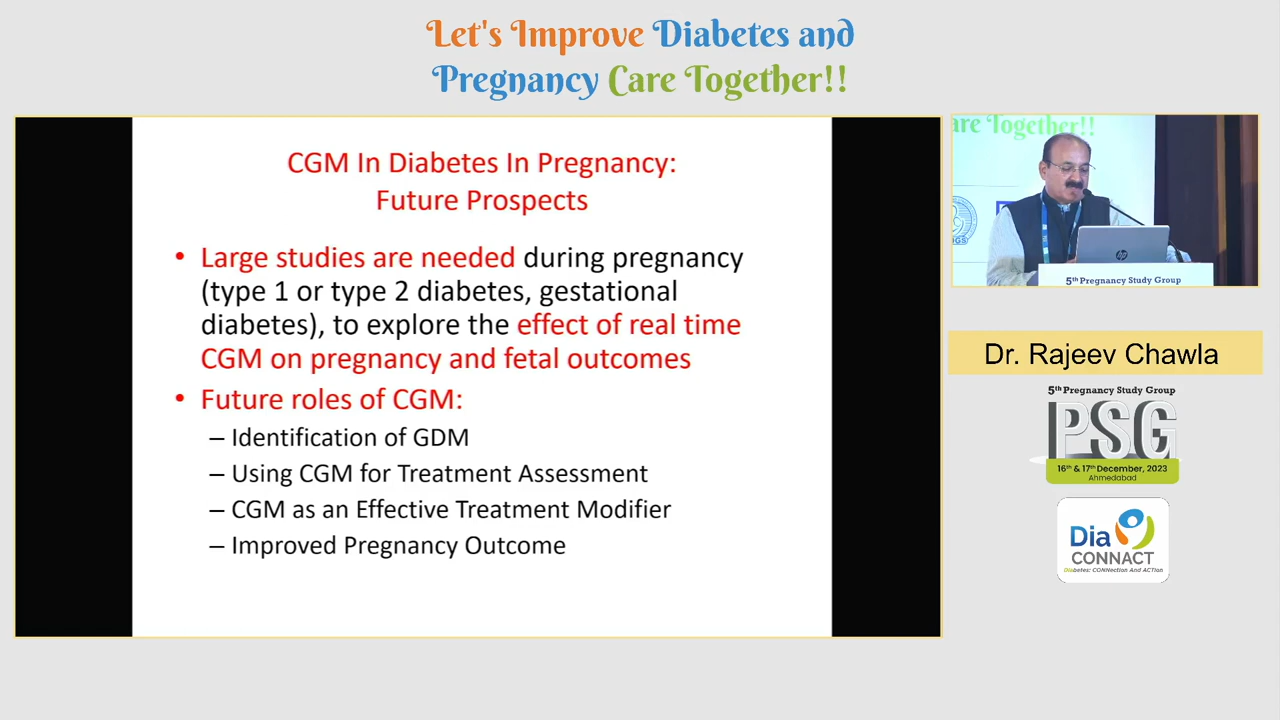 Let's Improve Diabetes and
Pregnancy Care Together!!
CGM In Diabetes In Pregnancy:
Future Prospects
• Large studies are needed during pregnancy
(type 1 or type 2 diabetes, gestational
diabetes), to explore the effect of real time
CGM on pregnancy and fetal outcomes
• Future roles of CGM:
– Identification of GDM
– Using CGM for Treatment Assessment
– CGM as an Effective Treatment Modifier
– Improved Pregnancy Outcome
are Together!!
hp
5th Pregnancy Study Group
Dr. Rajeev Chawla
5th Pregnancy Study Group
PSG
16th & 17th December, 2023
Ahmedabad
Dia
CONNACT
Diabetes: CONNection And ACTion